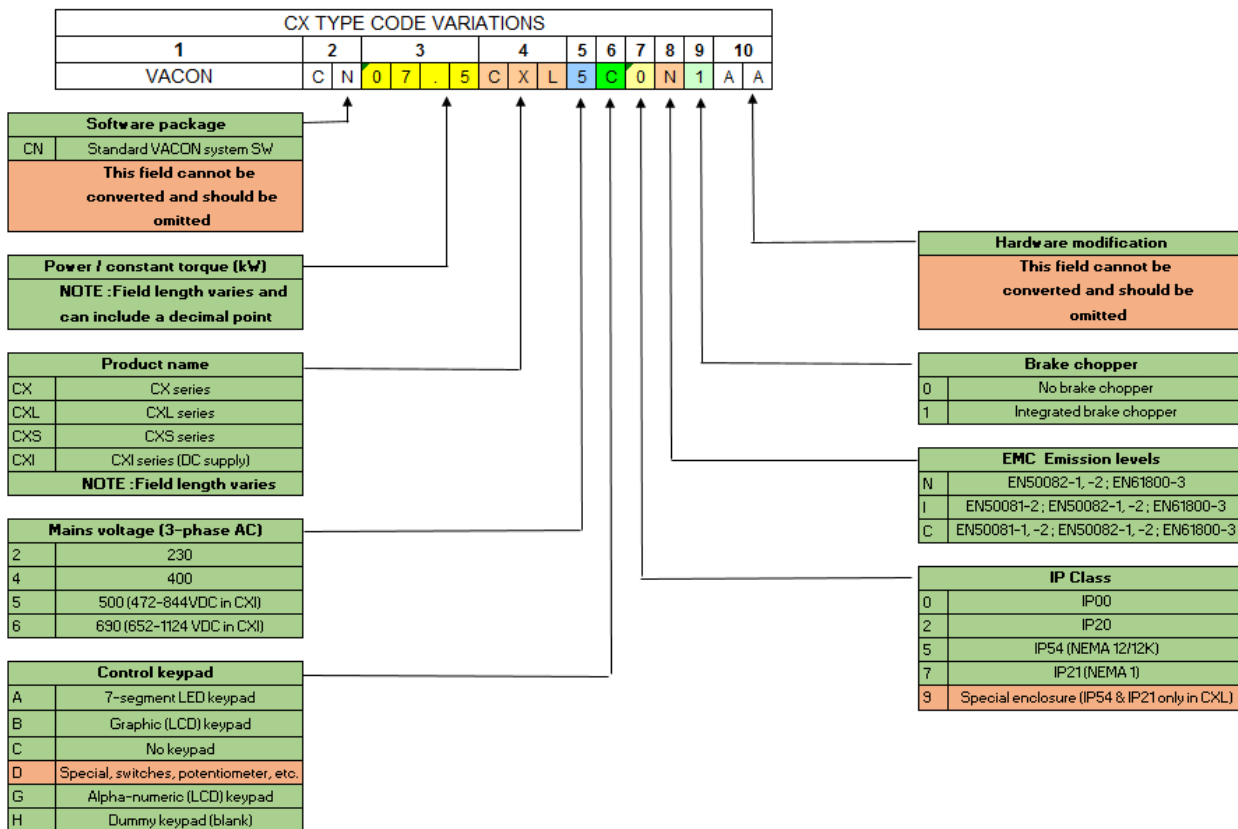 CX TYPE CODE VARIATIONS
1 2 3 4 5 6 7 8 9 10
VACON C N 0 7 . 5 C X L 5 C 0 N 1 A A
Software package
CN Standard VACON system SW
This field cannot be
converted and should be
omitted
Power / constant torque (kW)
NOTE :Field length varies and
can include a decimal point
Product name
CX CX series
CXL CXL series
CXS CXS series
CXI CXI series (DC supply)
NOTE :Field length varies
Mains voltage (3-phase AC)
2 230
4 400
5 500 (472-844VDC in CXI)
6 690 (652-1124 VDC in CXI)
Control keypad
A 7-segment LED keypad
B Graphic (LCD) keypad
C No keypad
D Special, switches, potentiometer, etc.
G Alpha-numeric (LCD) keypad
H Dummy keypad (blank)
Hardware modification
This field cannot be
converted and should be
omitted
Brake chopper
0 No brake chopper
1 Integrated brake chopper
EMC Emission levels
N EN50082-1, -2 ; EN61800-3
I EN50081-2 ; EN50082-1, -2 ; EN61800-3
C EN50081-1, -2 ; EN50082-1, -2 ; EN61800-3
IP Class
0 IP00
2 IP20
5 IP54 (NEMA 12/12K)
7 IP21 (NEMA 1)
9 Special enclosure (IP54 & IP21 only in CXL)